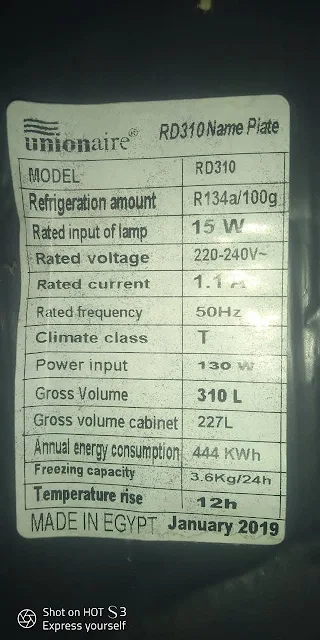 unionaire® RD310 Name Plate
MODEL RD310
Refrigeration amount R134a/100g
Rated input of lamp 15 W
Rated voltage 220-240V~
Rated current 1.1 A
Rated frequency 50Hz
Climate class T
Power input 130 W
Gross Volume 310 L
Gross volume cabinet 227L
Annual energy consumption 444 KWh
Freezing capacity 3.6Kg/24h
Temperature rise 12h
MADE IN EGYPT January 2019
Shot on HOT S3
Express yourself